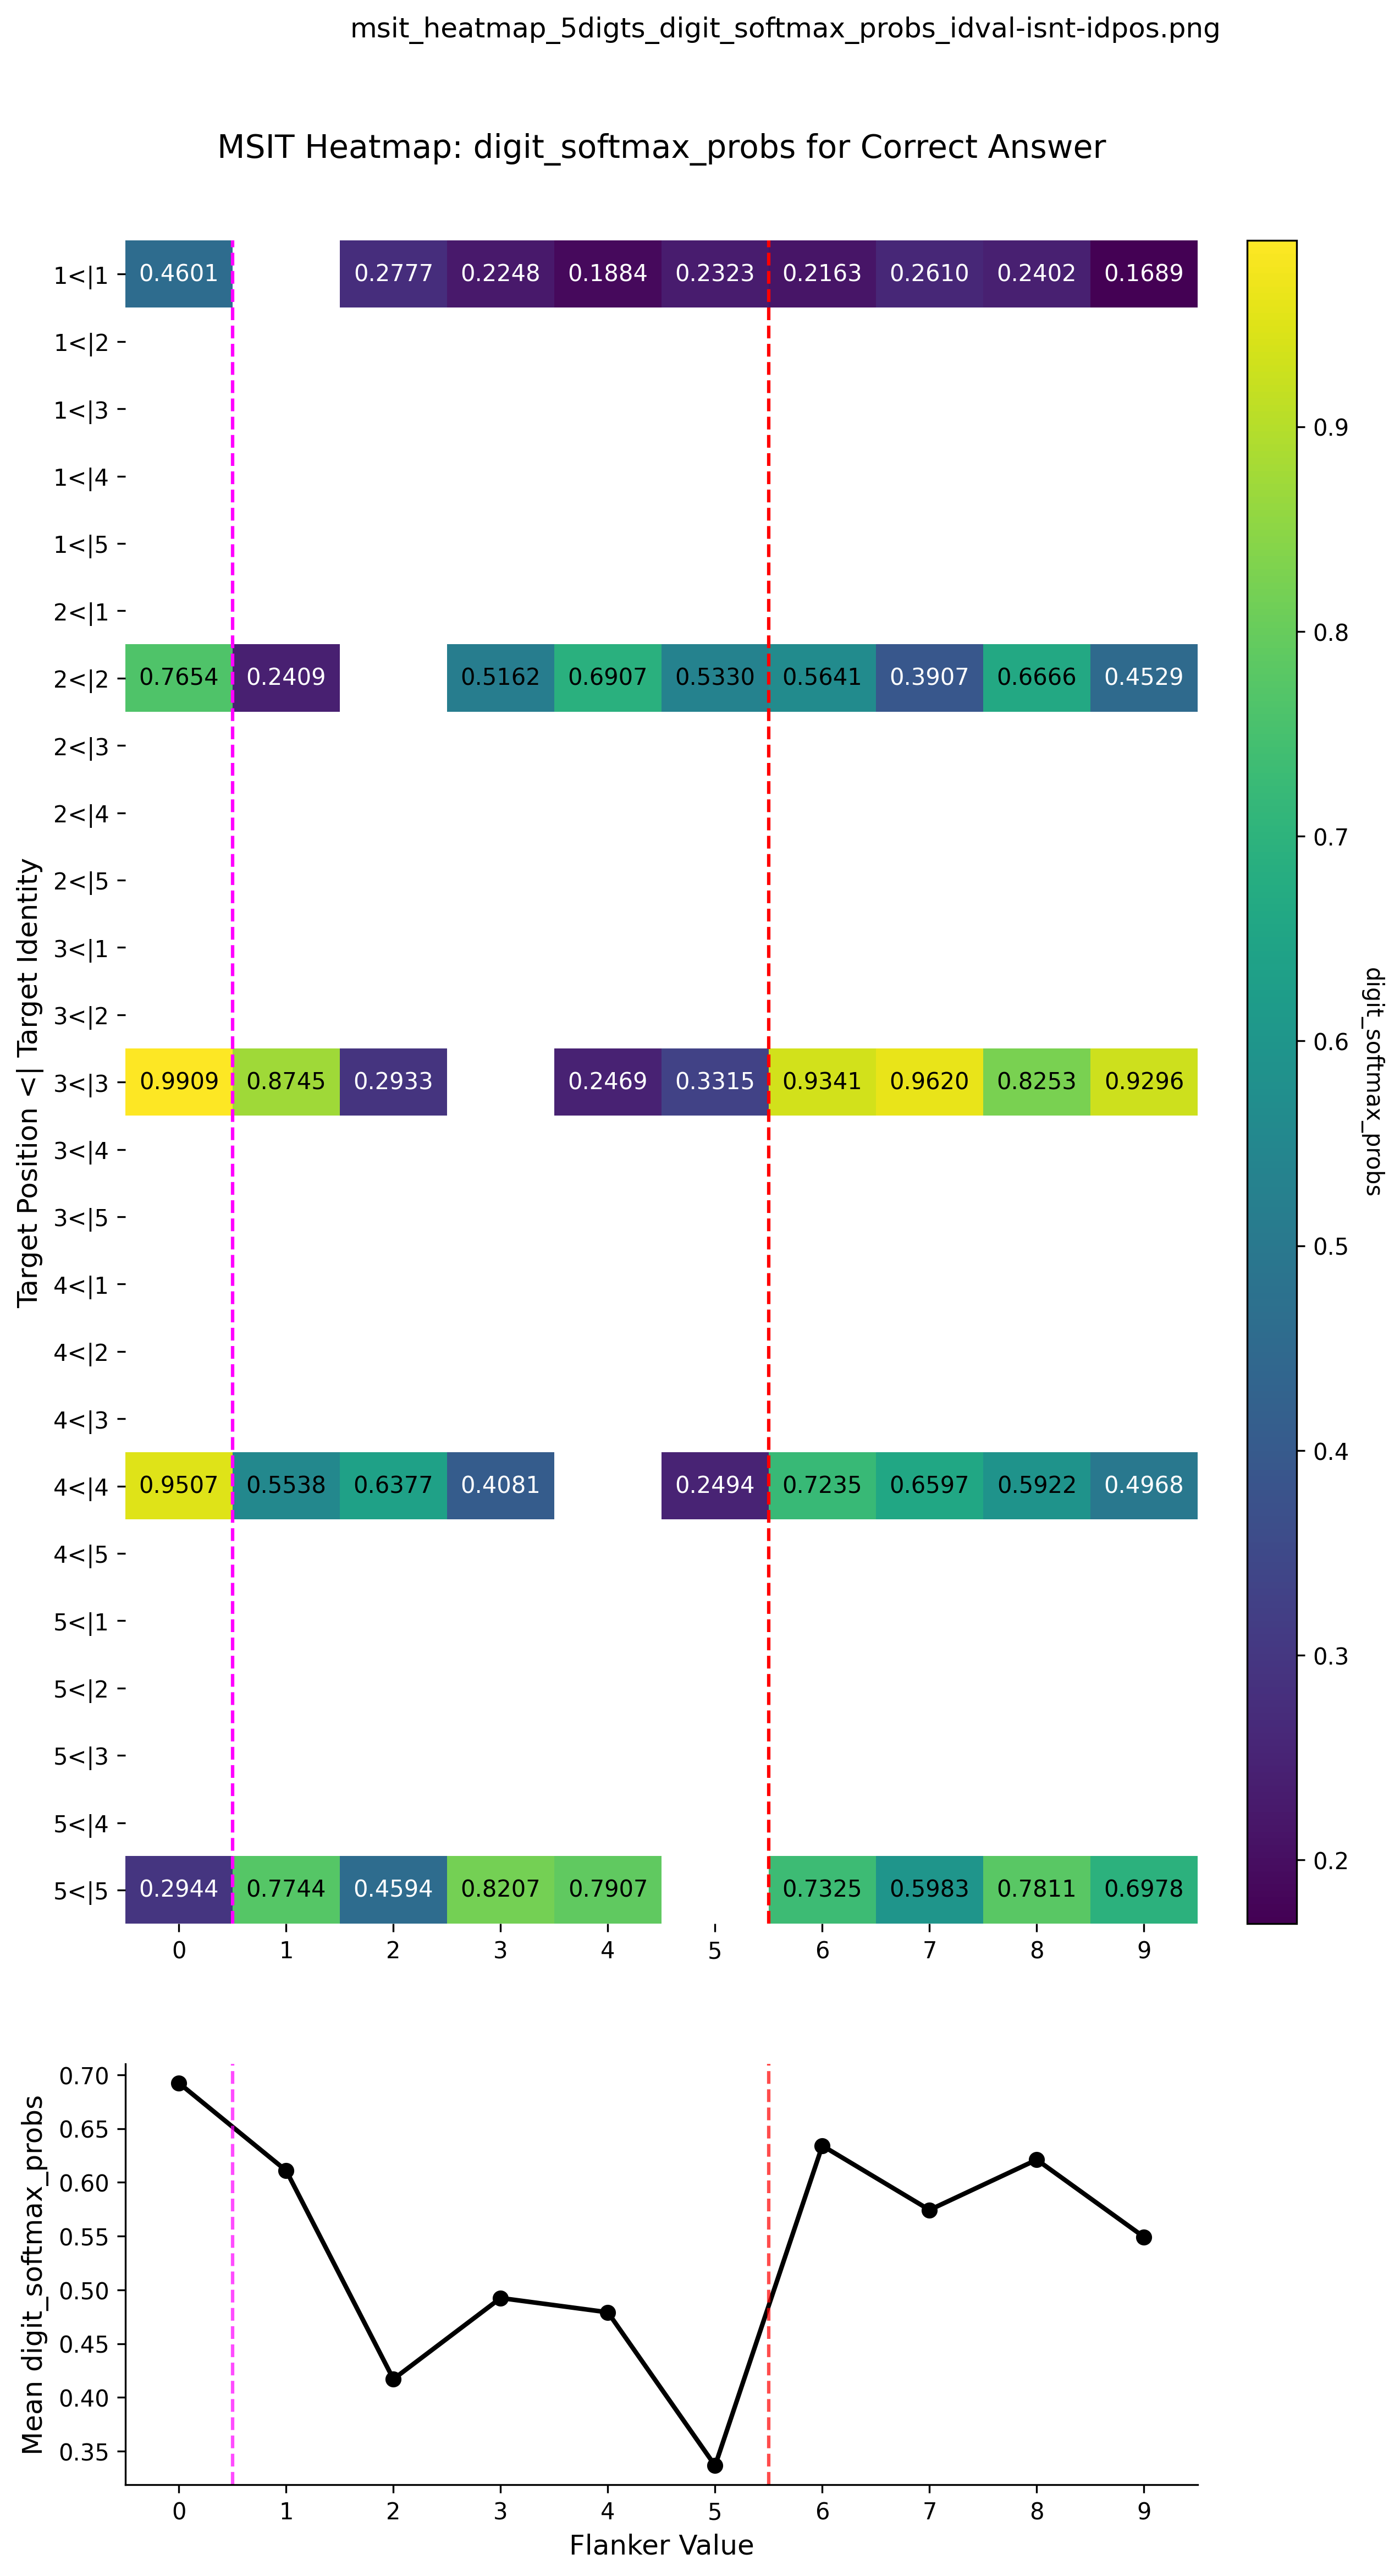 msit_heatmap_5digts_digit_softmax_probs_idval-isnt-idpos.png
MSIT Heatmap: digit_softmax_probs for Correct Answer
1<|1 0.4601 0.2777 0.2248 0.1884 0.2323 0.2163 0.2610 0.2402 0.1689
1<|2
1<|3
1<|4
1<|5
2<|1
2<|2 0.7654 0.2409 0.5162 0.6907 0.5330 0.5641 0.3907 0.6666 0.4529
2<|3
2<|4
2<|5
3<|1
3<|2
3<|3 0.9909 0.8745 0.2933 0.2469 0.3315 0.9341 0.9620 0.8253 0.9296
3<|4
3<|5
4<|1
4<|2
4<|3
4<|4 0.9507 0.5538 0.6377 0.4081 0.2494 0.7235 0.6597 0.5922 0.4968
4<|5
5<|1
5<|2
5<|3
5<|4
5<|5 0.2944 0.7744 0.4594 0.8207 0.7907 0.7325 0.5983 0.7811 0.6978
0 1 2 3 4 5 6 7 8 9
Target Position <| Target Identity
0.9
0.8
0.7
0.6
0.5
0.4
0.3
0.2
digit_softmax_probs
0.70
0.65
0.60
0.55
0.50
0.45
0.40
0.35
Mean digit_softmax_probs
0 1 2 3 4 5 6 7 8 9
Flanker Value